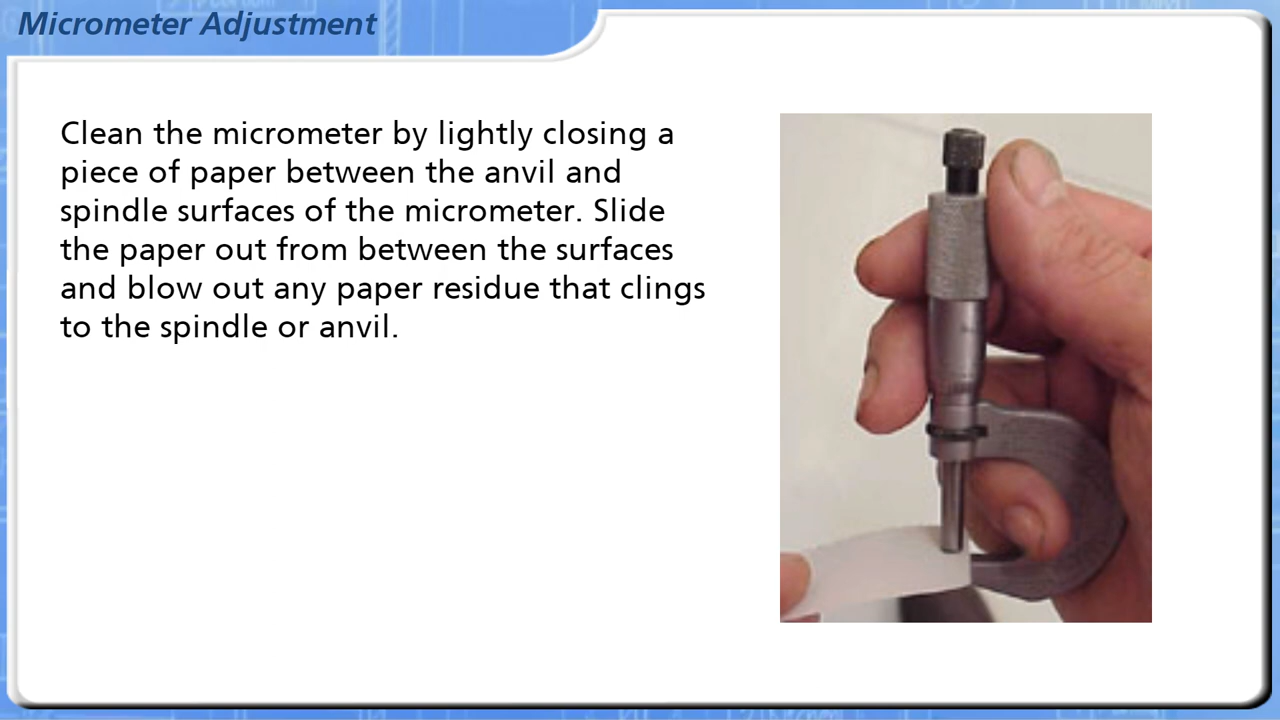 Micrometer Adjustment
Clean the micrometer by lightly closing a
piece of paper between the anvil and
spindle surfaces of the micrometer. Slide
the paper out from between the surfaces
and blow out any paper residue that clings
to the spindle or anvil.